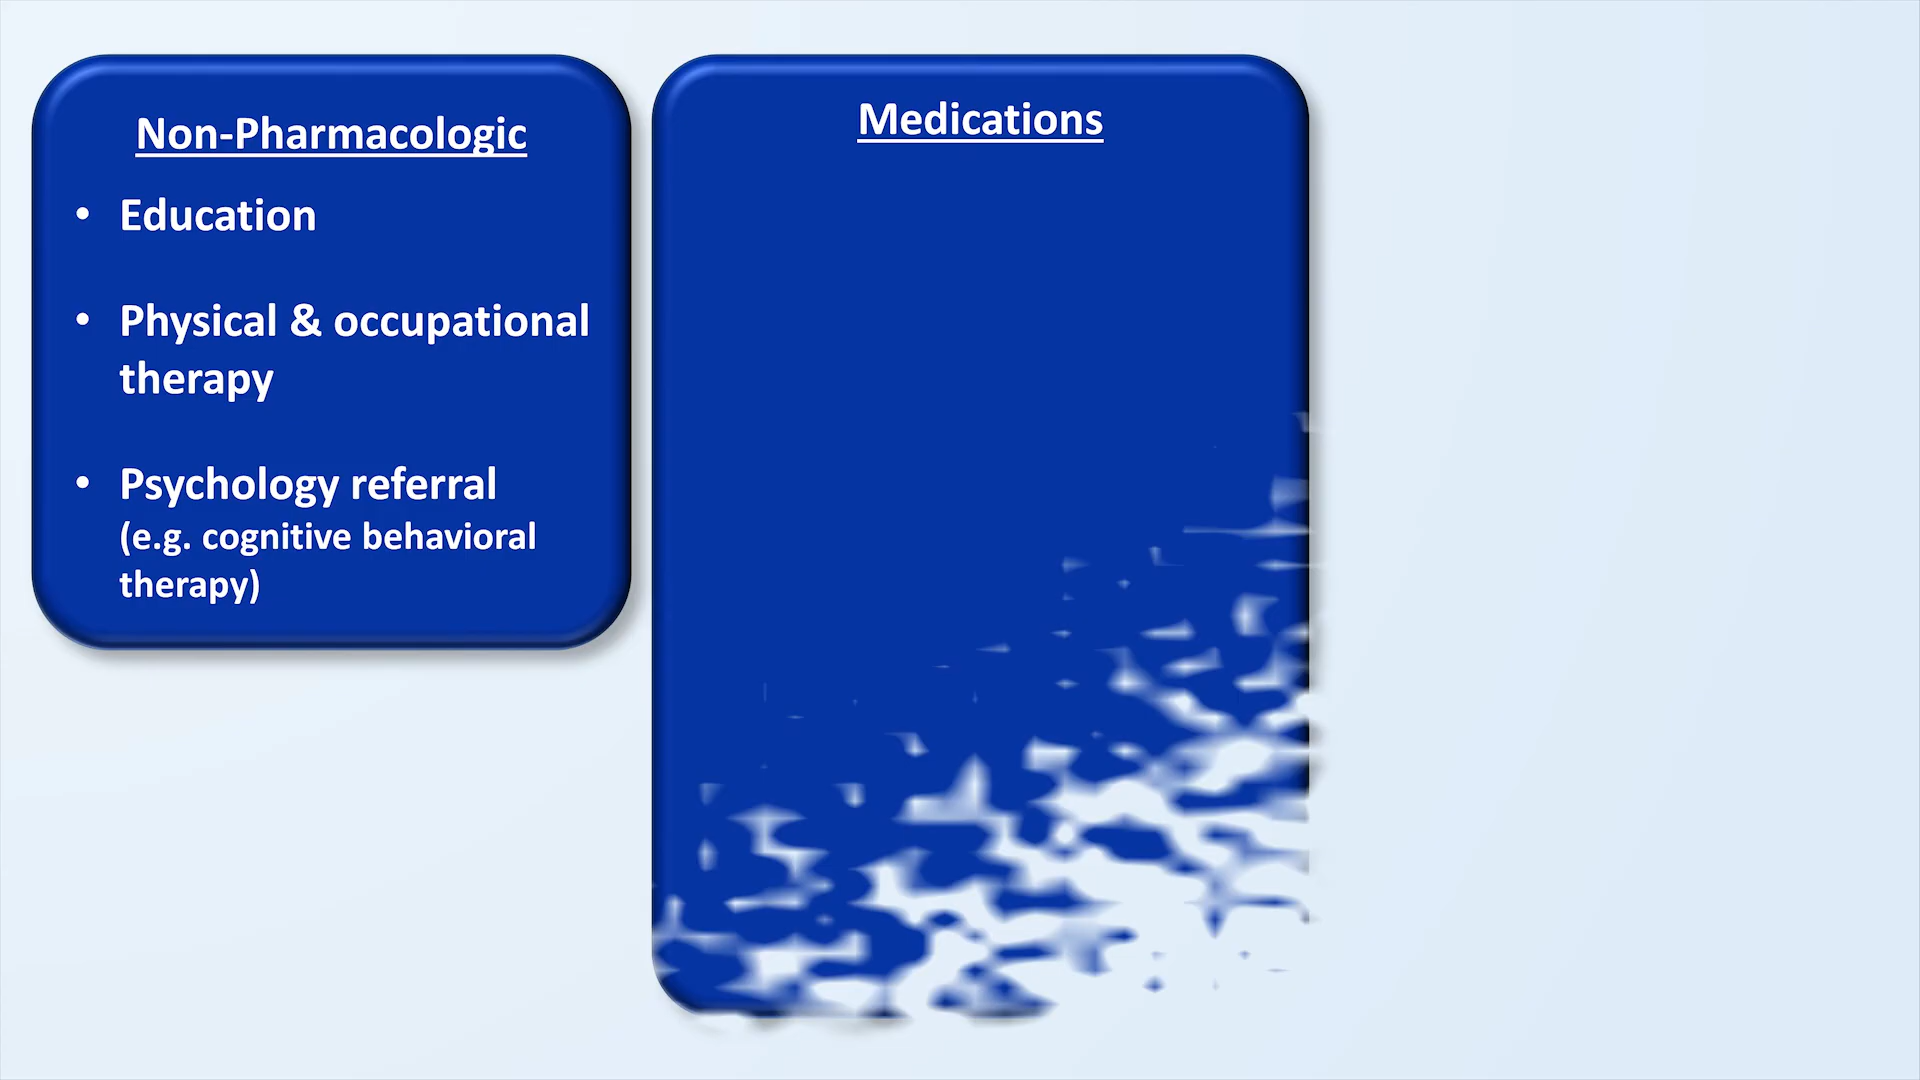 Non-Pharmacologic
• Education
• Physical & occupational
therapy
• Psychology referral
(e.g. cognitive behavioral
therapy)
Medications